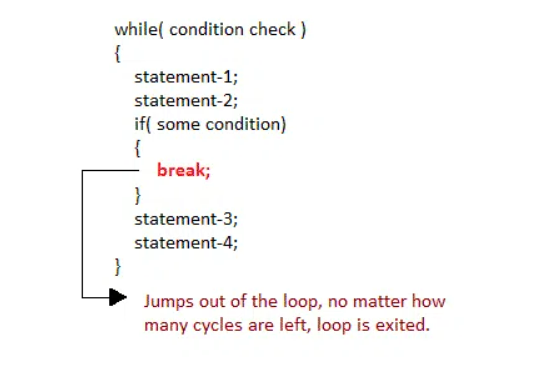 while( condition check )
{
statement-1;
statement-2;
if( some condition)
{
break;
}
statement-3;
statement-4;
}
Jumps out of the loop, no matter how
many cycles are left, loop is exited.